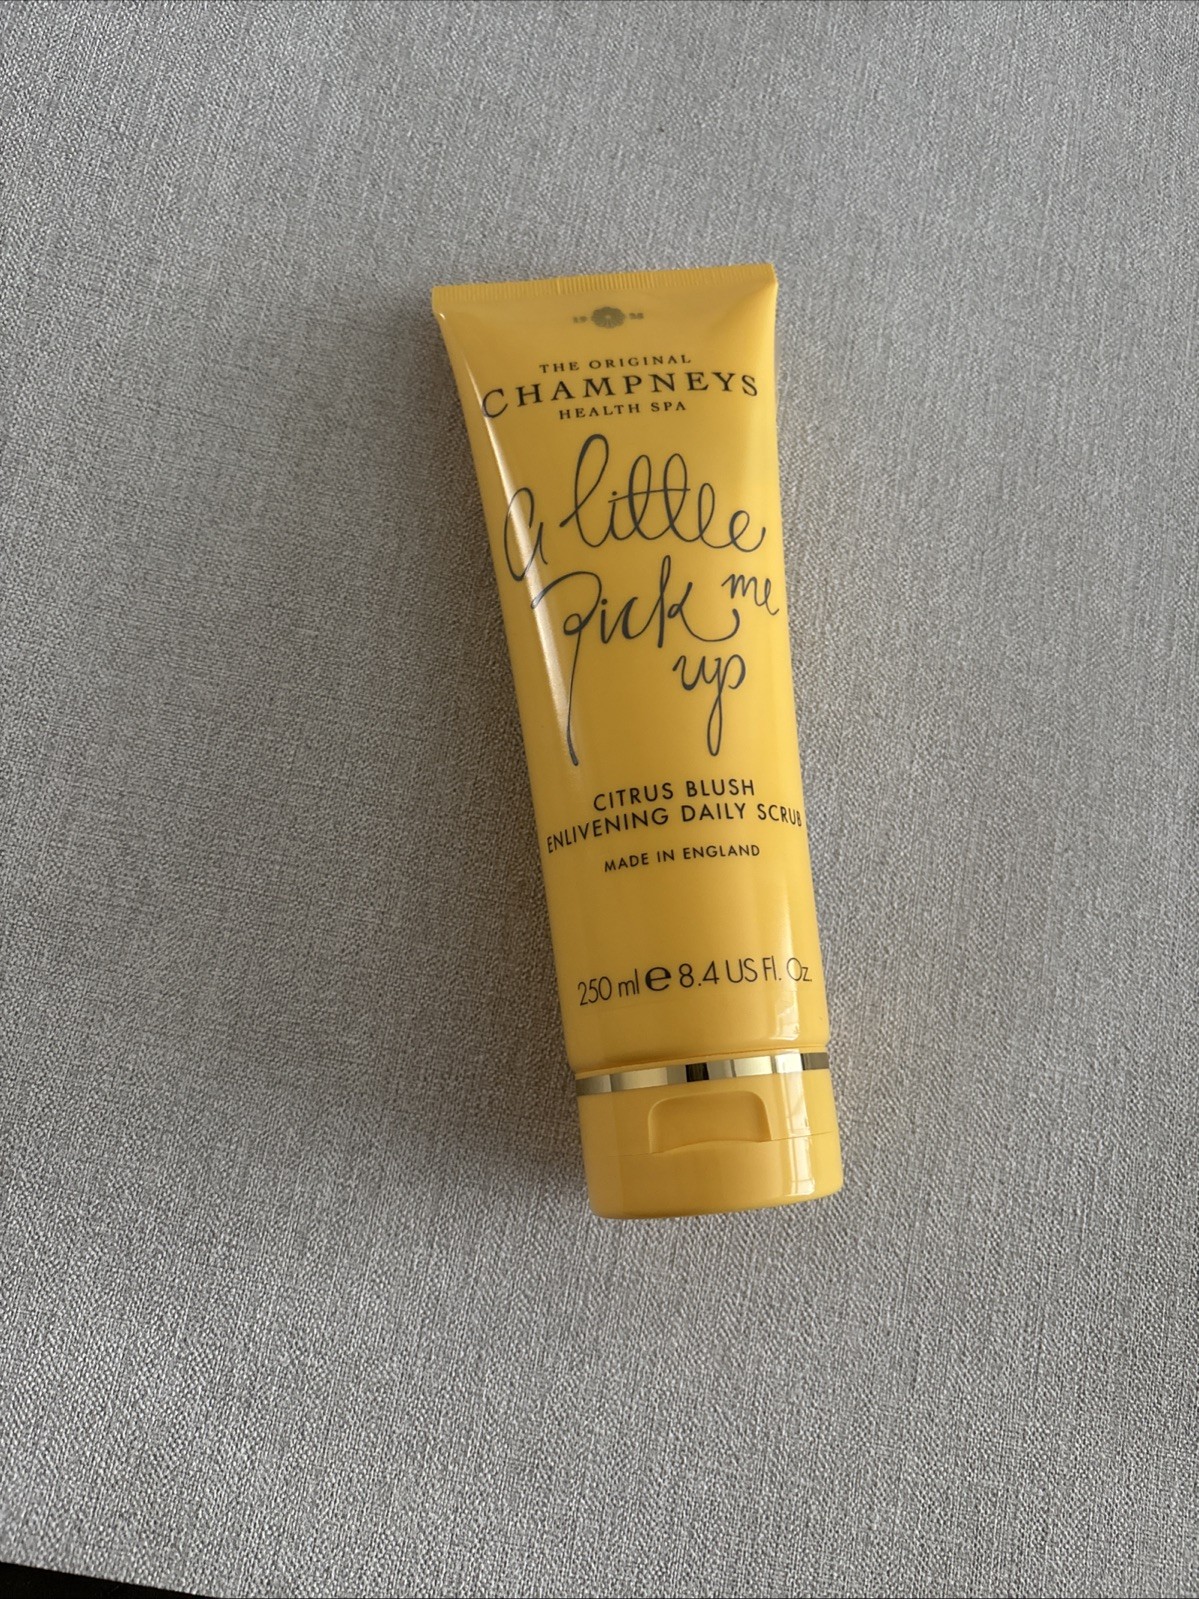 THE ORIGINAL
CHAMPNEYS
HEALTH SPA
a little
Pick me
up
CITRUS BLUSH
ENLIVENING DAILY SCRUB
MADE IN ENGLAND
250 ml e 8.4 US Fl. Oz.